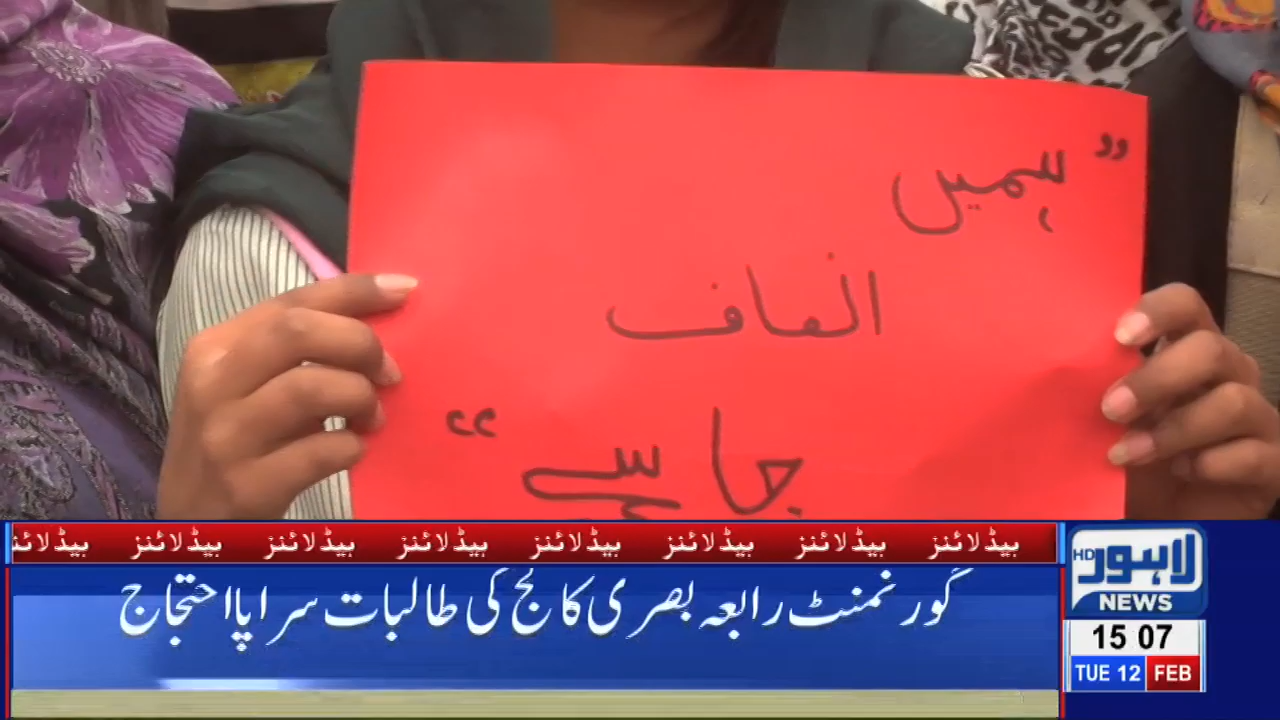 ”ہمیں
انصاف
چاہیے“
ہیڈلائنز ہیڈلائنز ہیڈلائنز ہیڈلائنز ہیڈلائنز ہیڈلائنز ہیڈلائنز ہیڈلائنز
گورنمنٹ رابعہ بصری کالج کی طالبات سراپا احتجاج
HD لاہور
NEWS
15 07
TUE 12 FEB